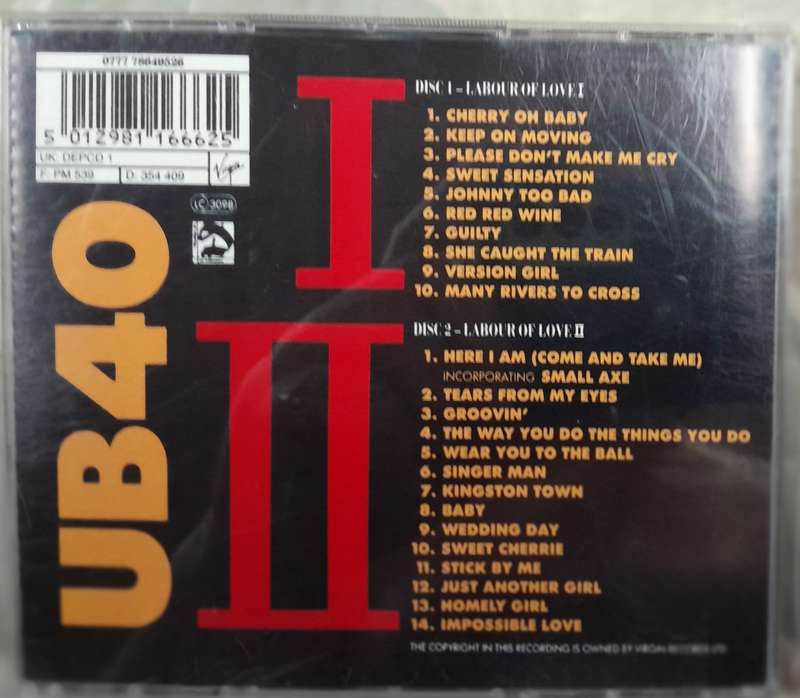 0777 78640526
5 012981 166625
UK: DEPCD 1
F: PM 539 D: 354 409
Virgin
LC 3098
UB40
I
II
DISC 1 – LABOUR OF LOVE I
1. CHERRY OH BABY
2. KEEP ON MOVING
3. PLEASE DON'T MAKE ME CRY
4. SWEET SENSATION
5. JOHNNY TOO BAD
6. RED RED WINE
7. GUILTY
8. SHE CAUGHT THE TRAIN
9. VERSION GIRL
10. MANY RIVERS TO CROSS
DISC 2 – LABOUR OF LOVE II
1. HERE I AM (COME AND TAKE ME)
INCORPORATING SMALL AXE
2. TEARS FROM MY EYES
3. GROOVIN'
4. THE WAY YOU DO THE THINGS YOU DO
5. WEAR YOU TO THE BALL
6. SINGER MAN
7. KINGSTON TOWN
8. BABY
9. WEDDING DAY
10. SWEET CHERRIE
11. STICK BY ME
12. JUST ANOTHER GIRL
13. HOMELY GIRL
14. IMPOSSIBLE LOVE
THE COPYRIGHT IN THIS RECORDING IS OWNED BY VIRGIN